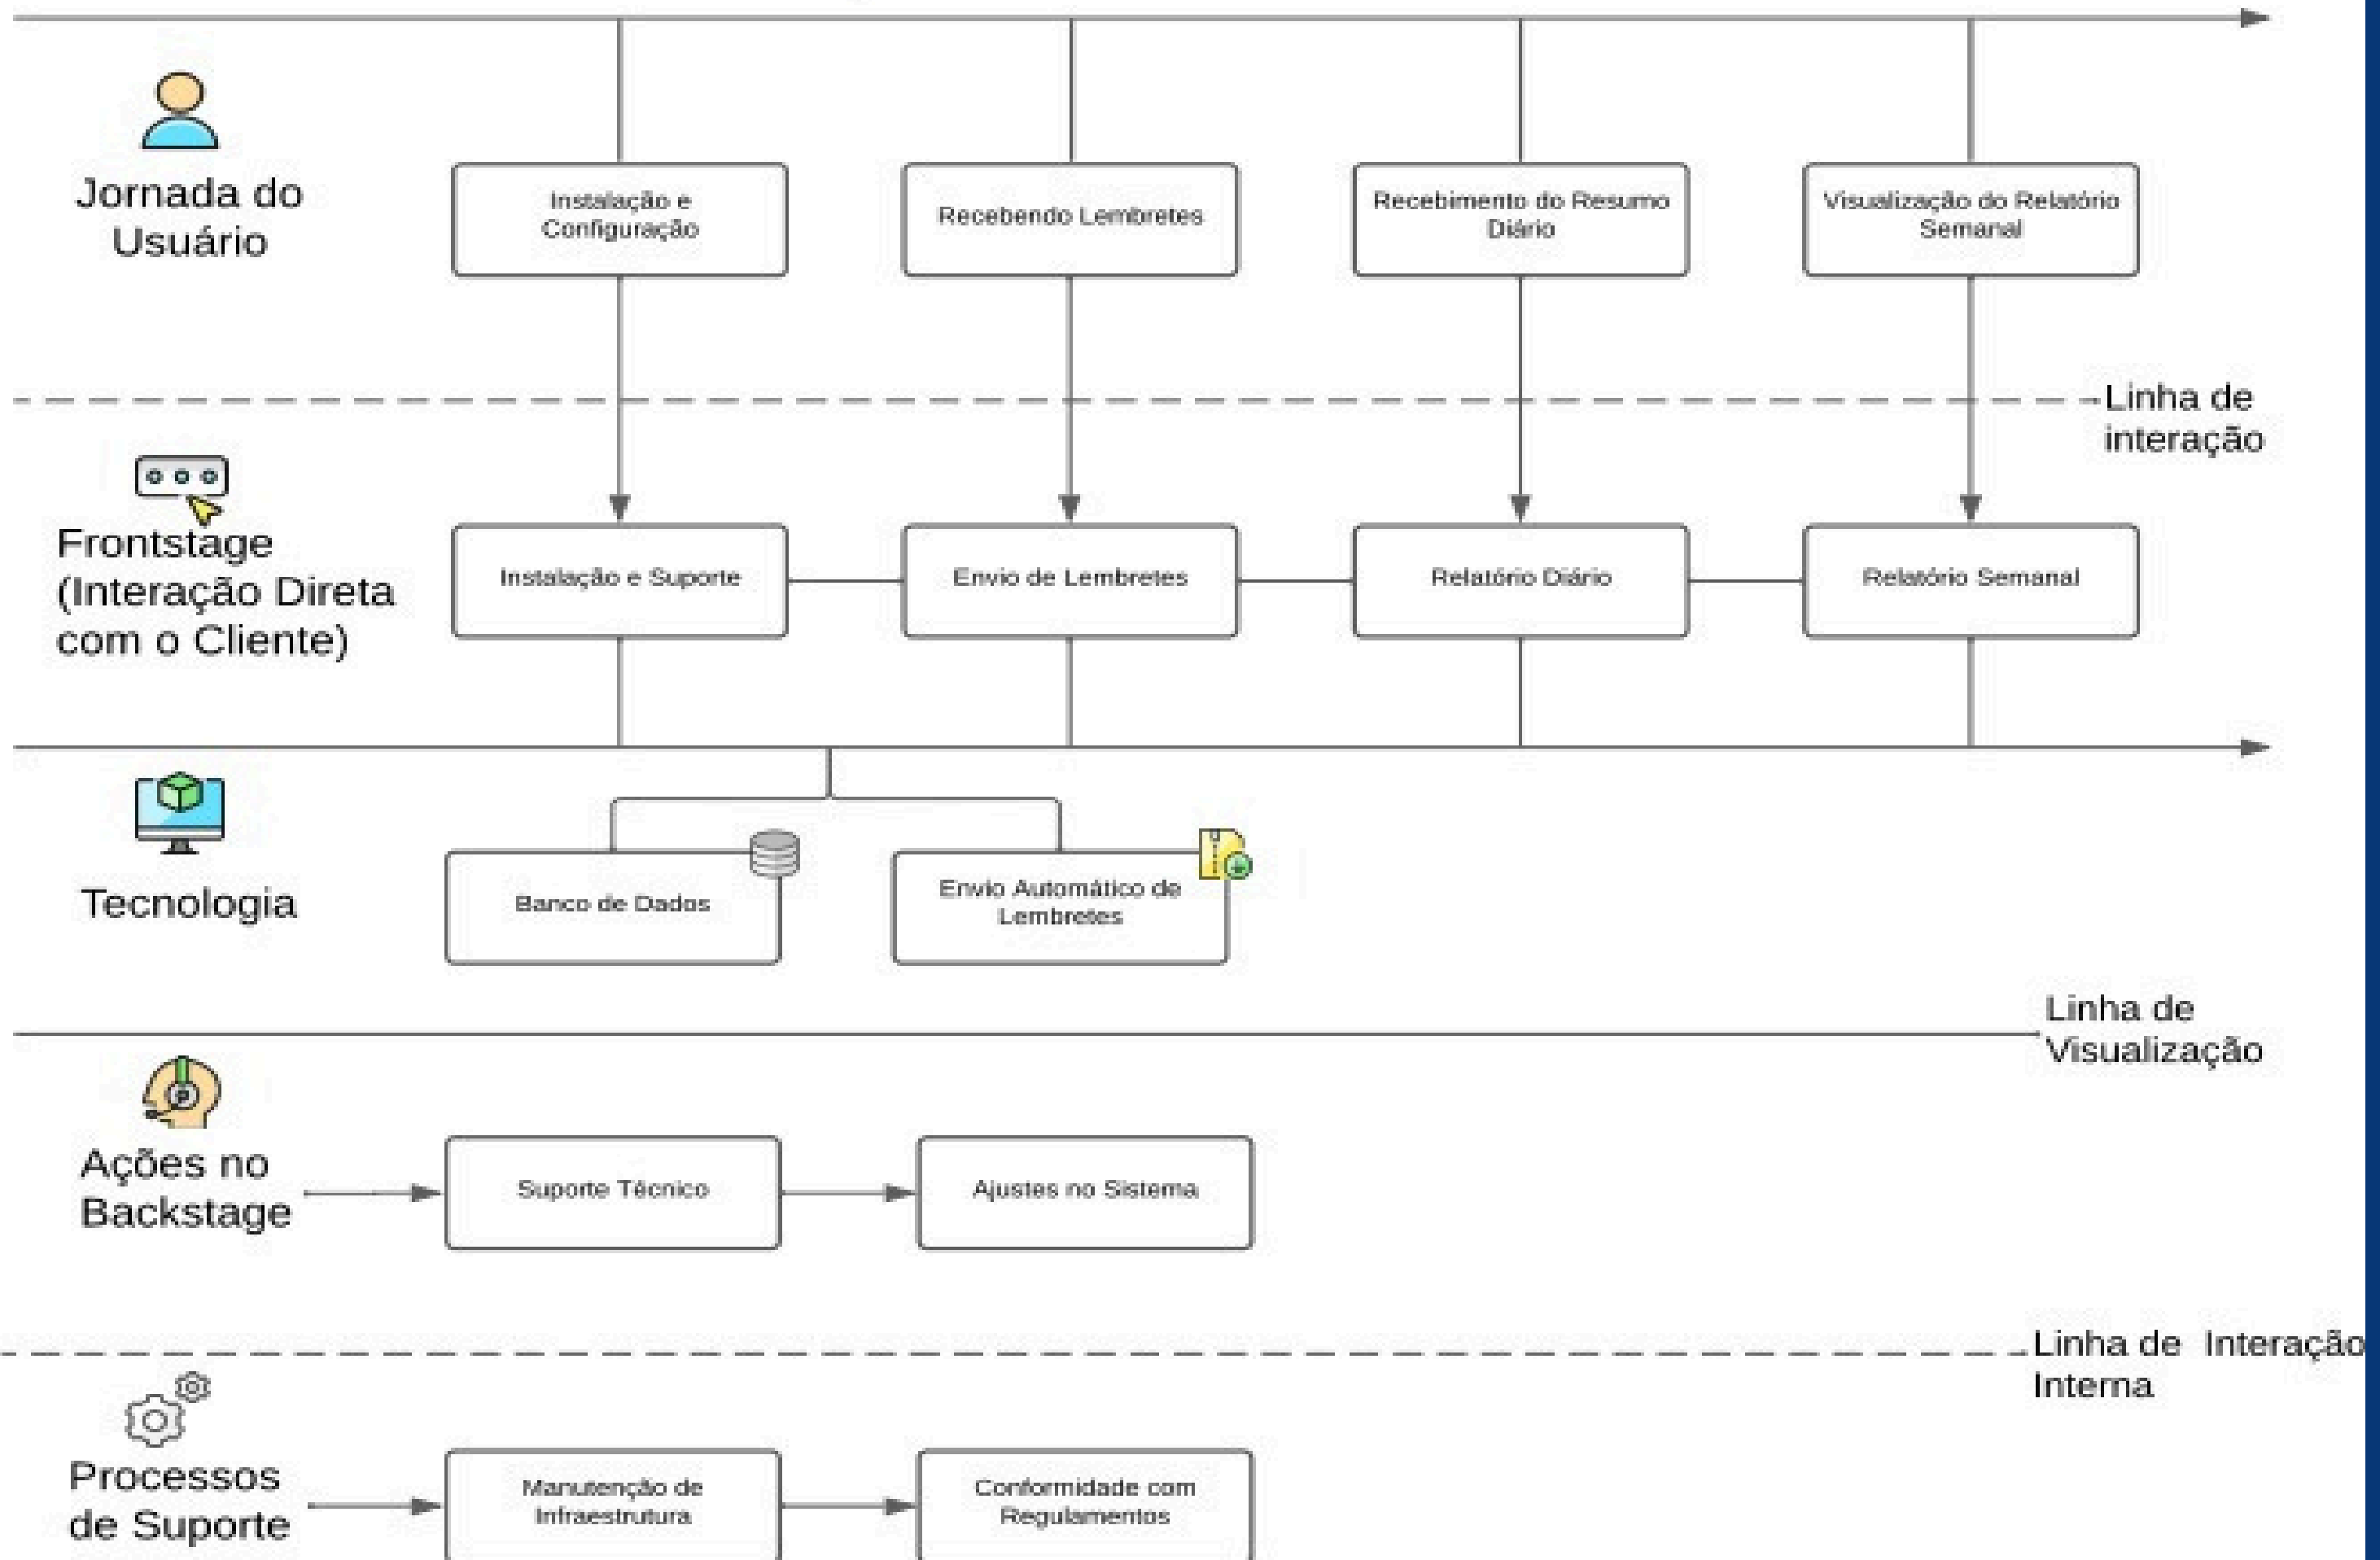 Jornada do
Usuário
Instalação e
Configuração
Recebendo Lembretes
Recebimento do Resumo
Diário
Visualização do Relatório
Semanal
Linha de
interação
Frontstage
(Interação Direta
com o Cliente)
Instalação e Suporte
Envio de Lembretes
Relatório Diário
Relatório Semanal
Tecnologia
Banco de Dados
Envio Automático de
Lembretes
Linha de
Visualização
Ações no
Backstage
Suporte Técnico
Ajustes no Sistema
Linha de Interação
Interna
Processos
de Suporte
Manutenção de
Infraestrutura
Conformidade com
Regulamentos